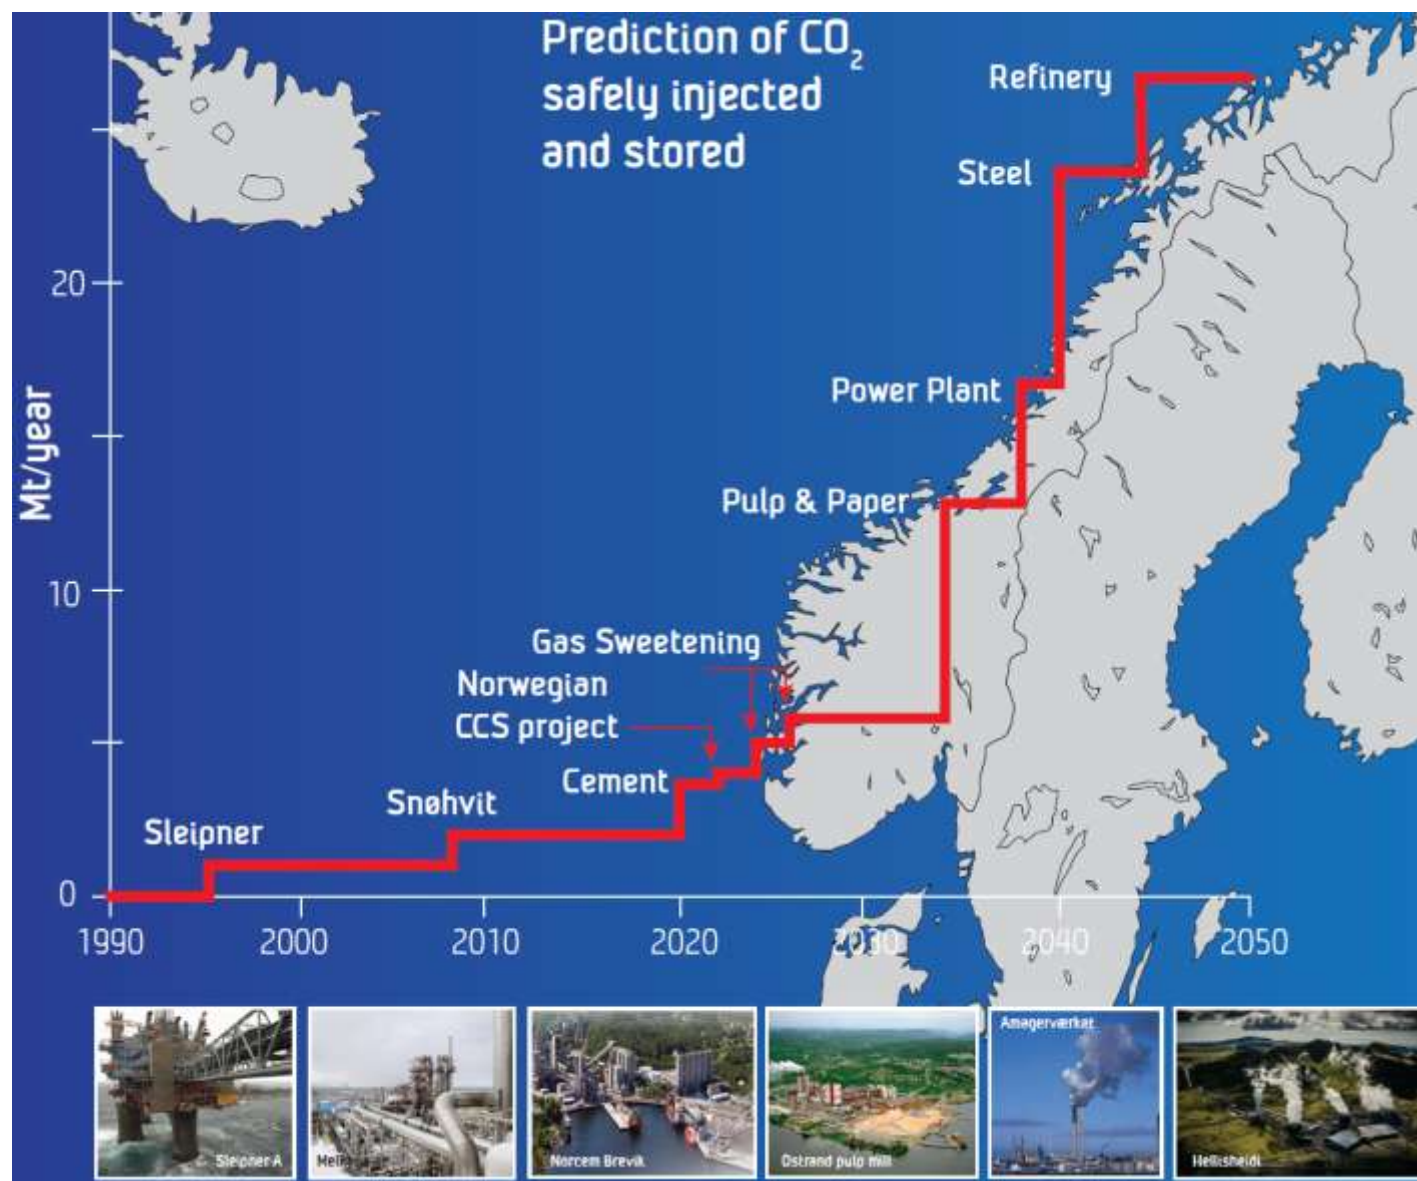 Prediction of CO₂
safely injected
and stored
Refinery
Steel
20
Power Plant
Mt/year
Pulp & Paper
10
Gas Sweetening
Norwegian
CCS project
Cement
Snøhvit
Sleipner
0
1990 2000 2010 2020 2030 2040 2050
Sleipner A
Norcem Brevik
Ostrand pulp mill
Amagerværket
Hellisheidi